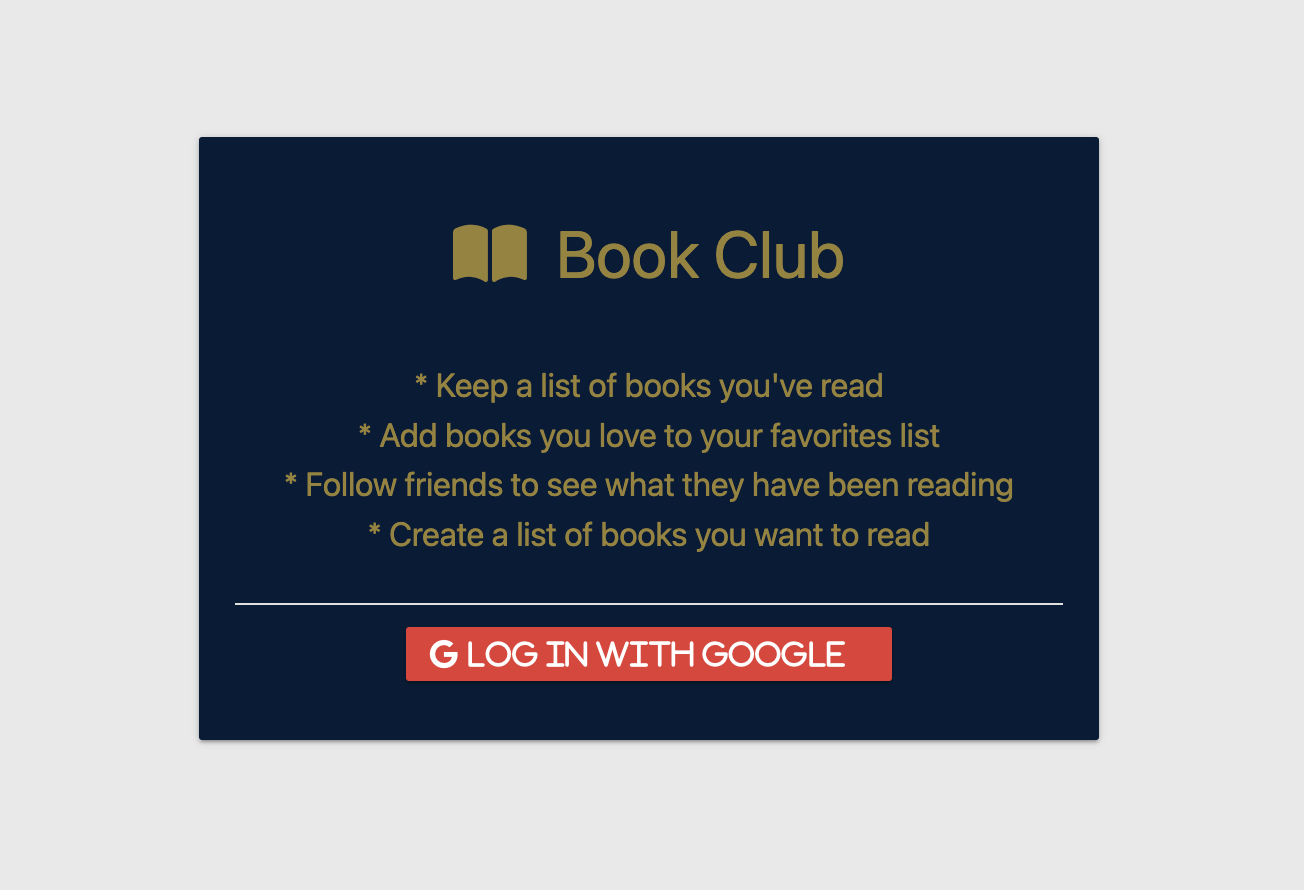 Book Club
* Keep a list of books you've read
* Add books you love to your favorites list
* Follow friends to see what they have been reading
* Create a list of books you want to read
G LOG IN WITH GOOGLE